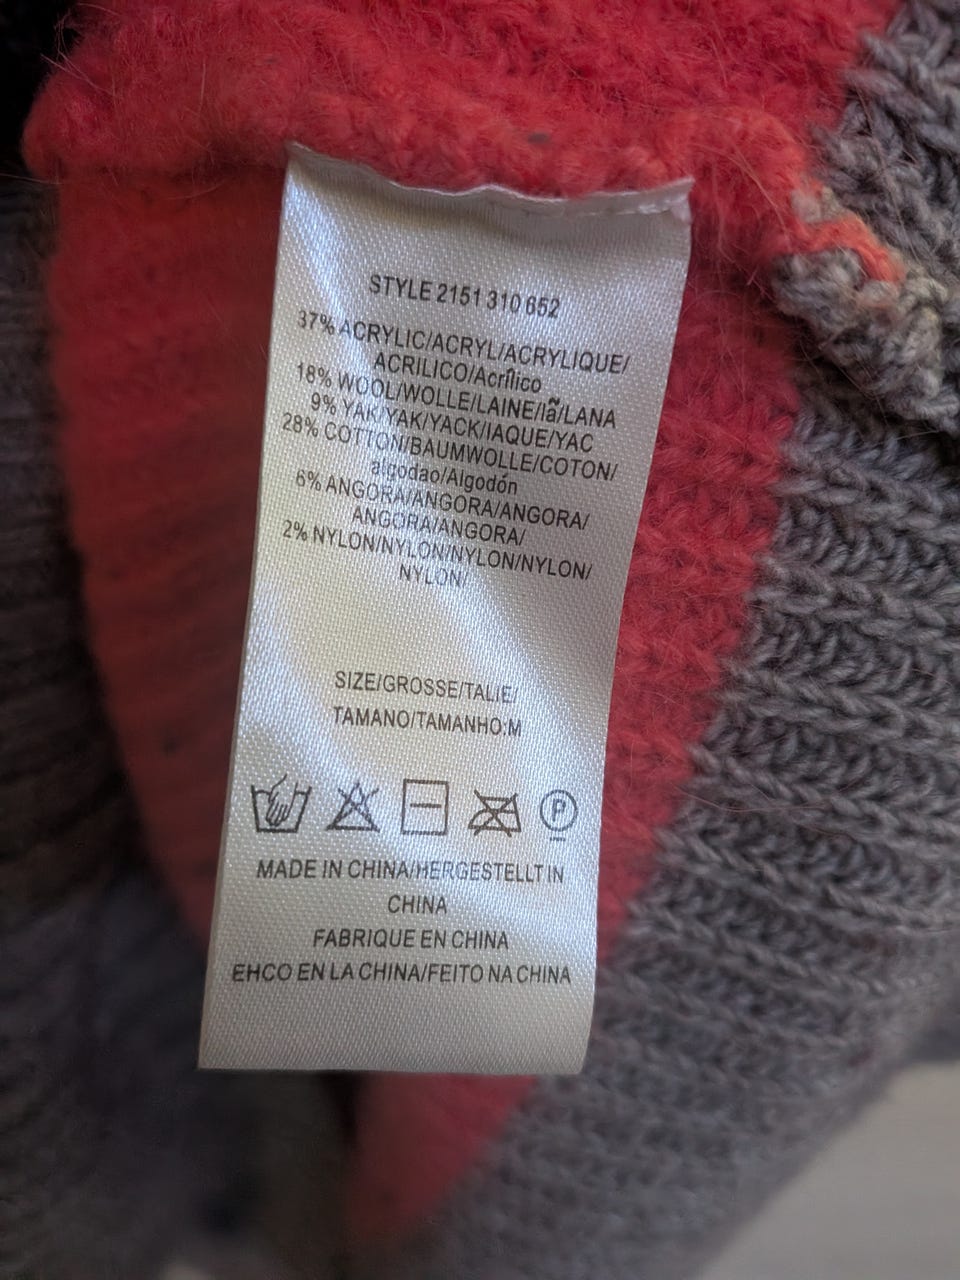 STYLE 2151 310 652
37% ACRYLIC/ACRYL/ACRYLIQUE/
ACRILICO/Acrílico
18% WOOL/WOLLE/LAINE/lã/LANA
9% YAK/YAK/YACK/IAQUE/YAC
28% COTTON/BAUMWOLLE/COTON/
algodao/Algodón
6% ANGORA/ANGORA/ANGORA/
ANGORA/ANGORA/
2% NYLON/NYLON/NYLON/NYLON/
NYLON/
SIZE/GROSSE/TALIE/
TAMANO/TAMANHO:M
P
MADE IN CHINA/HERGESTELLT IN
CHINA
FABRIQUE EN CHINA
EHCO EN LA CHINA/FEITO NA CHINA